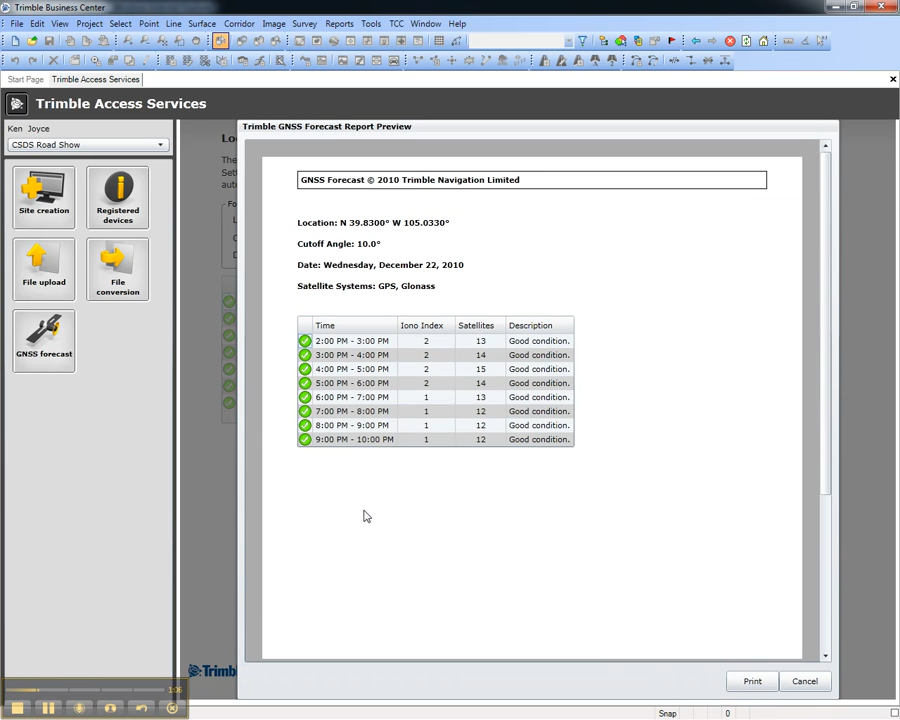 Trimble Business Center
File Edit View Project Select Point Line Surface Corridor Image Survey Reports Tools TCC Window Help
Start Page Trimble Access Services
Trimble Access Services
Ken Joyce
CSDS Road Show
Site creation
Registered devices
File upload
File conversion
GNSS forecast
Trimble GNSS Forecast Report Preview
GNSS Forecast © 2010 Trimble Navigation Limited
Location: N 39.8300° W 105.0330°
Cutoff Angle: 10.0°
Date: Wednesday, December 22, 2010
Satellite Systems: GPS, Glonass
Time Iono Index Satellites Description
2:00 PM - 3:00 PM 2 13 Good condition.
3:00 PM - 4:00 PM 2 14 Good condition.
4:00 PM - 5:00 PM 2 15 Good condition.
5:00 PM - 6:00 PM 2 14 Good condition.
6:00 PM - 7:00 PM 1 13 Good condition.
7:00 PM - 8:00 PM 1 12 Good condition.
8:00 PM - 9:00 PM 1 12 Good condition.
9:00 PM - 10:00 PM 1 12 Good condition.
Print Cancel
1:06
Snap 0